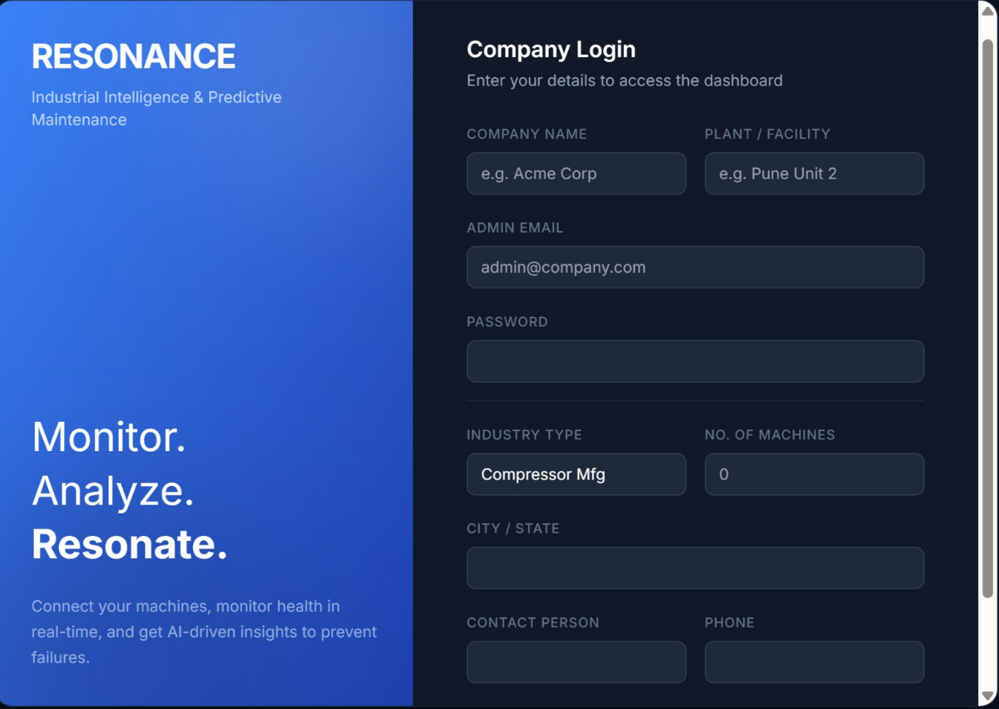 RESONANCE
Industrial Intelligence & Predictive
Maintenance
Monitor.
Analyze.
Resonate.
Connect your machines, monitor health in
real-time, and get AI-driven insights to prevent
failures.
Company Login
Enter your details to access the dashboard
COMPANY NAME
e.g. Acme Corp
PLANT / FACILITY
e.g. Pune Unit 2
ADMIN EMAIL
admin@company.com
PASSWORD
INDUSTRY TYPE
Compressor Mfg
NO. OF MACHINES
0
CITY / STATE
CONTACT PERSON
PHONE